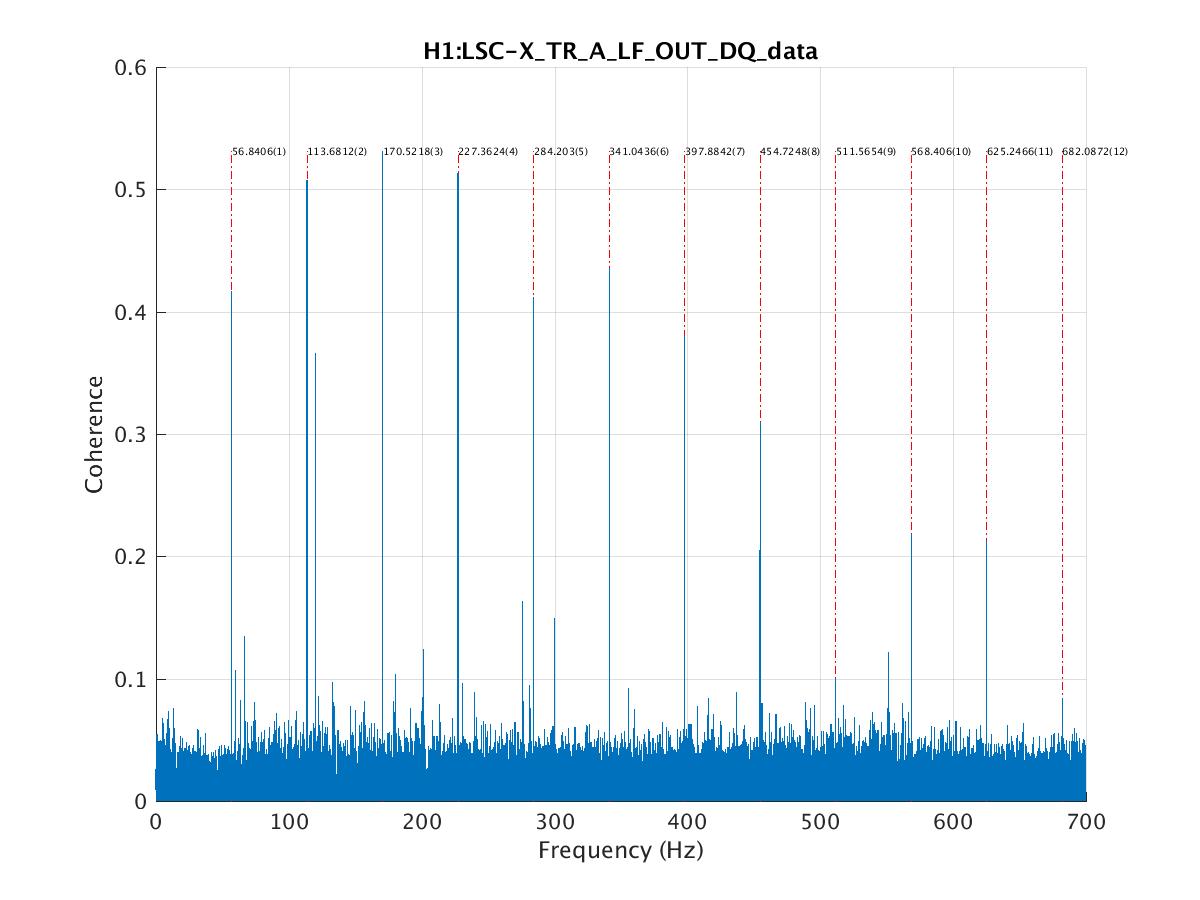 H1:LSC-X_TR_A_LF_OUT_DQ_data
0.6
56.8406(1) 113.6812(2) 170.5218(3) 227.3624(4) 284.203(5) 341.0436(6) 397.8842(7) 454.7248(8) 511.5654(9) 568.406(10) 625.2466(11) 682.0872(12)
0.5
0.4
0.3
0.2
0.1
0
Coherence
0 100 200 300 400 500 600 700
Frequency (Hz)